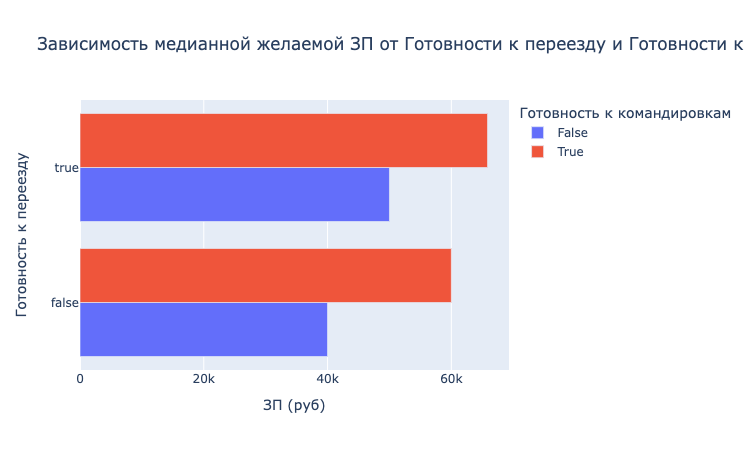 Зависимость медианной желаемой ЗП от Готовности к переезду и Готовности к
Готовность к командировкам
False
True
Готовность к переезду
true
false
0 20k 40k 60k
ЗП (руб)